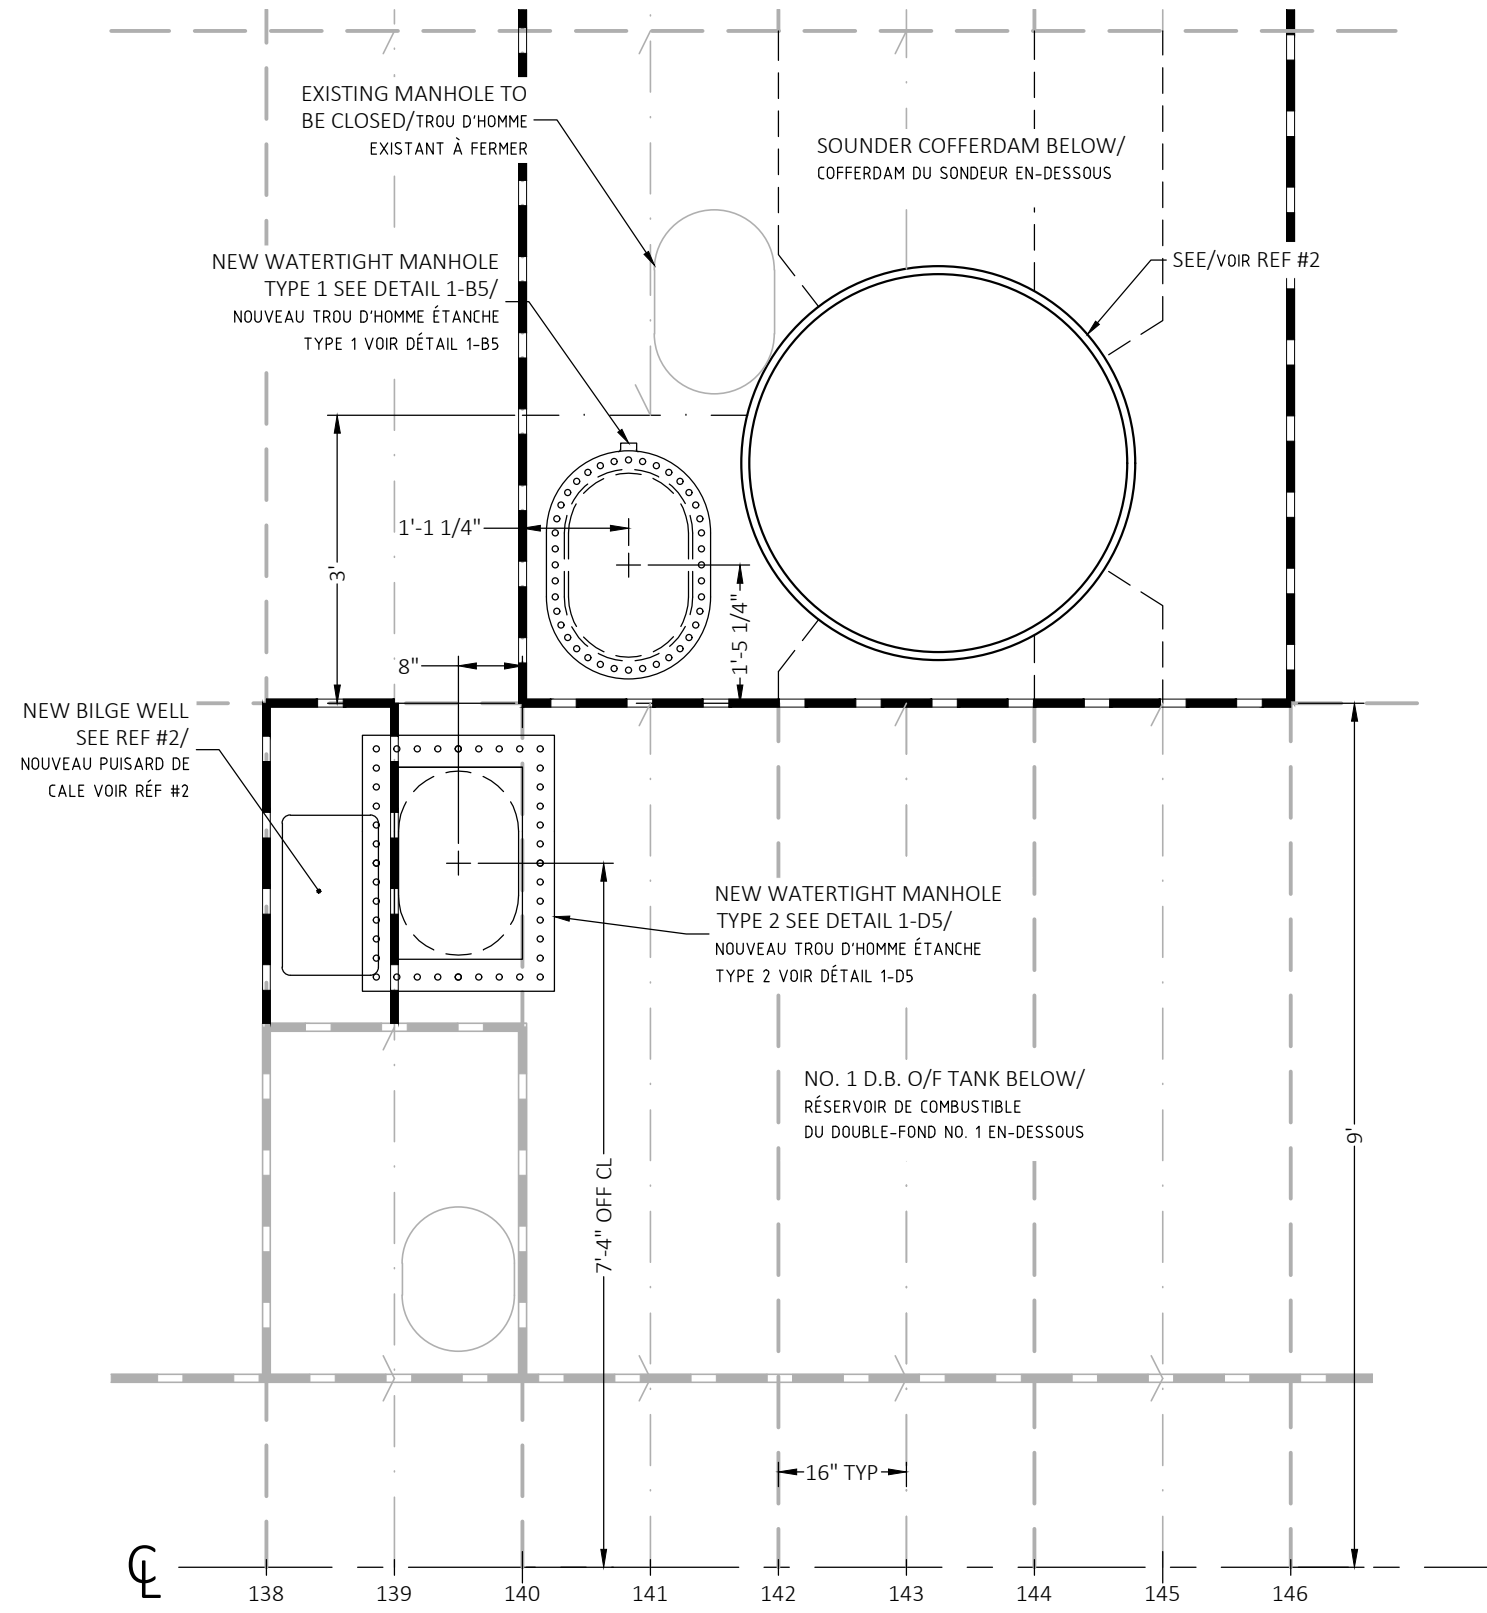 EXISTING MANHOLE TO
BE CLOSED/TROU D'HOMME
EXISTANT À FERMER
SOUNDER COFFERDAM BELOW/
COFFERDAM DU SONDEUR EN-DESSOUS
NEW WATERTIGHT MANHOLE
TYPE 1 SEE DETAIL 1-B5/
NOUVEAU TROU D'HOMME ÉTANCHE
TYPE 1 VOIR DÉTAIL 1-B5
SEE/VOIR REF #2
1'-1 1/4"
3'
1'-5 1/4"
8"
NEW BILGE WELL
SEE REF #2/
NOUVEAU PUISARD DE
CALE VOIR RÉF #2
NEW WATERTIGHT MANHOLE
TYPE 2 SEE DETAIL 1-D5/
NOUVEAU TROU D'HOMME ÉTANCHE
TYPE 2 VOIR DÉTAIL 1-D5
NO. 1 D.B. O/F TANK BELOW/
RÉSERVOIR DE COMBUSTIBLE
DU DOUBLE-FOND NO. 1 EN-DESSOUS
9'
7'-4" OFF CL
16" TYP
CL
138 139 140 141 142 143 144 145 146